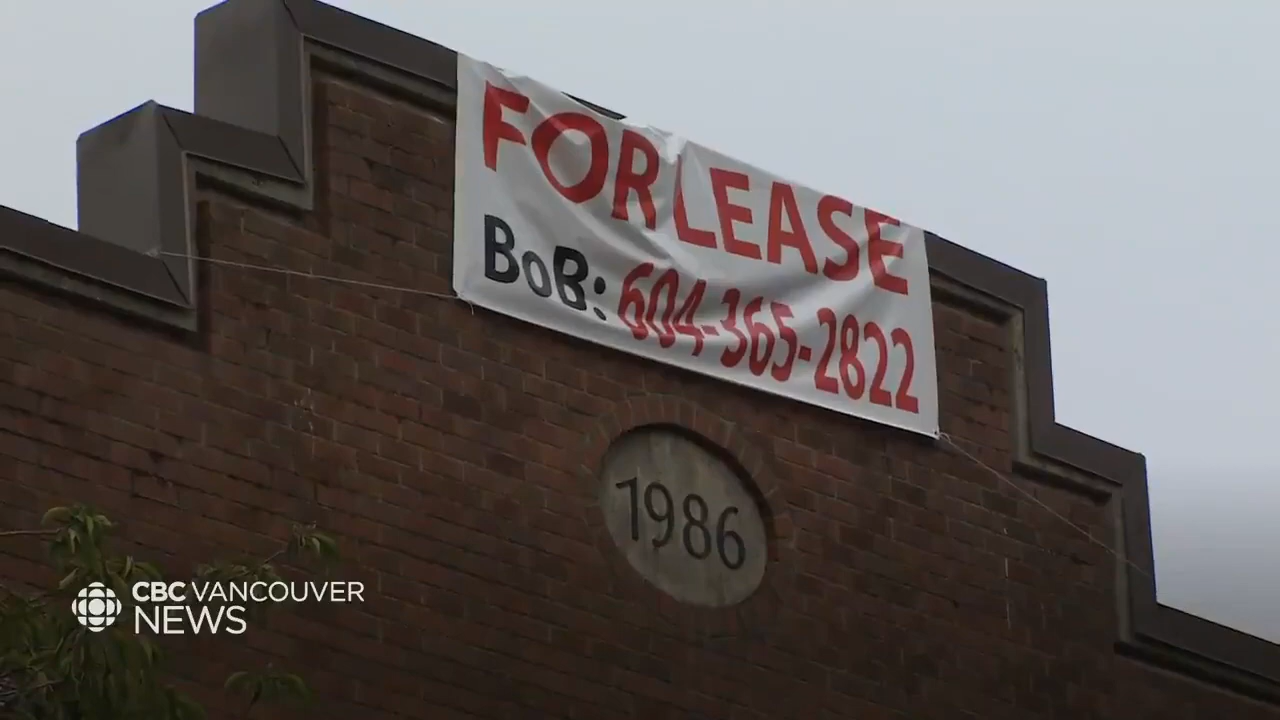 FOR LEASE
BoB: 604-365-2822
1986
CBC VANCOUVER
NEWS